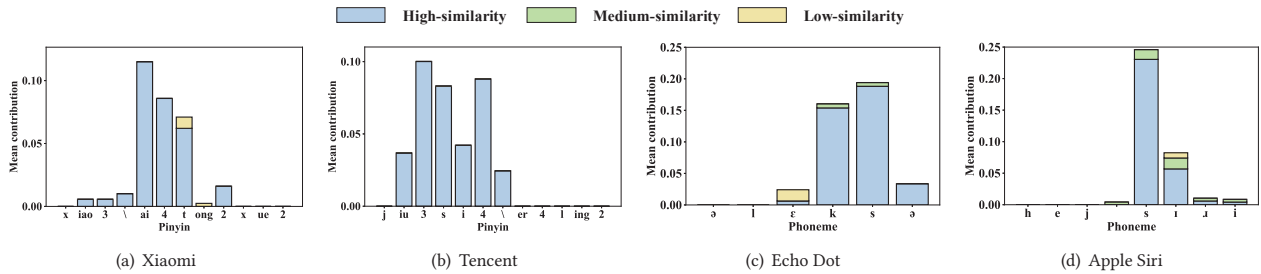 High-similarity Medium-similarity Low-similarity
Mean contribution
0.10
0.05
0.00
x iao 3 \ ai 4 t ong 2 x ue 2
Pinyin
(a) Xiaomi
Mean contribution
0.10
0.05
0.00
j iu 3 s i 4 \ er 4 l ing 2
Pinyin
(b) Tencent
Mean contribution
0.25
0.20
0.15
0.10
0.05
0.00
ə l ɛ k s ə
Phoneme
(c) Echo Dot
Mean contribution
0.25
0.20
0.15
0.10
0.05
0.00
h e j s ɪ ɹ i
Phoneme
(d) Apple Siri